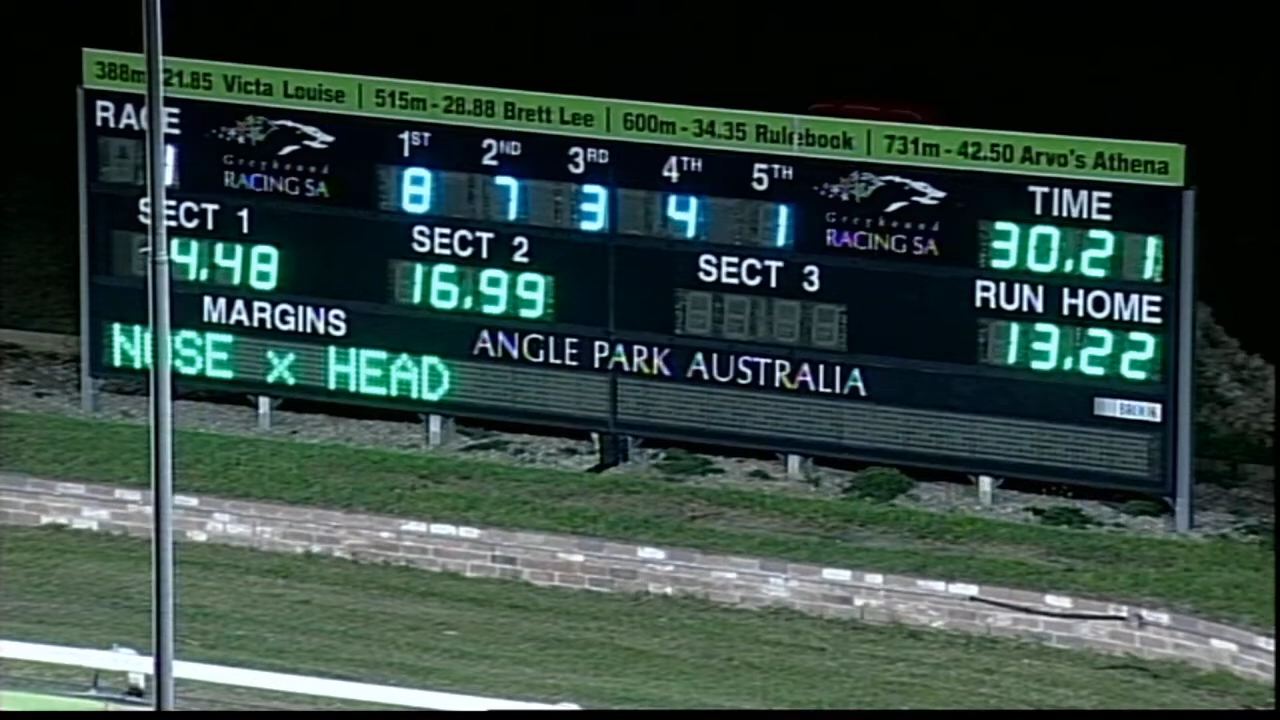 388m 21.85 Victa Louise | 515m - 28.88 Brett Lee | 600m - 34.35 Rulebook | 731m - 42.50 Arvo's Athena
RACE 1ST 2ND 3RD 4TH 5TH TIME
Greyhound RACING SA 8 7 3 4 1 Greyhound RACING SA 30.21
SECT 1 SECT 2 SECT 3 RUN HOME
4.48 16.99 13.22
MARGINS ANGLE PARK AUSTRALIA
NOSE x HEAD